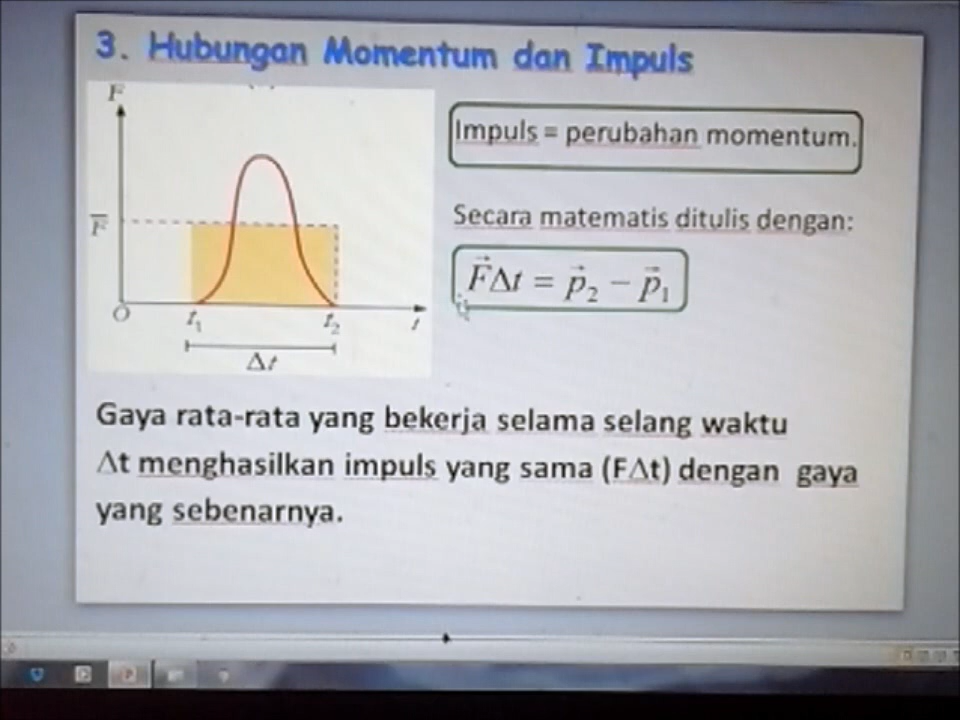 3. Hubungan Momentum dan Impuls
F
Impuls = perubahan momentum.
Secara matematis ditulis dengan:
F̅
F⃗Δt = p⃗₂ − p⃗₁
O t₁ t₂ t
Δt
Gaya rata-rata yang bekerja selama selang waktu
Δt menghasilkan impuls yang sama (FΔt) dengan gaya
yang sebenarnya.